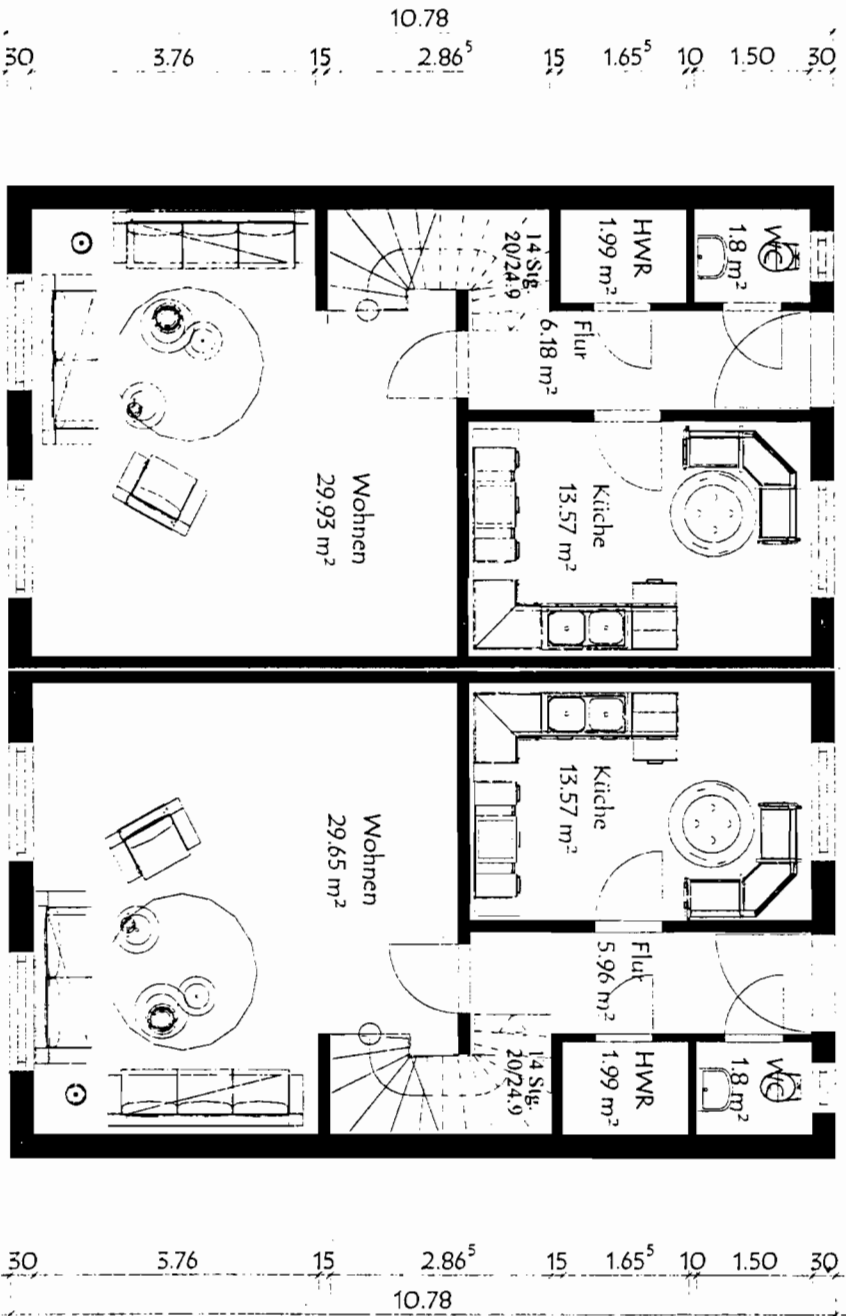 10.78
30 3.76 15 2.86⁵ 15 1.65⁵ 10 1.50 30
14 Stg.
20/24.9
HWR
1.99 m²
WC
1.8 m²
Flur
6.18 m²
Wohnen
29.93 m²
Küche
13.57 m²
Küche
13.57 m²
Wohnen
29.65 m²
Flur
5.96 m²
14 Stg.
20/24.9
HWR
1.99 m²
WC
1.8 m²
30 3.76 15 2.86⁵ 15 1.65⁵ 10 1.50 30
10.78